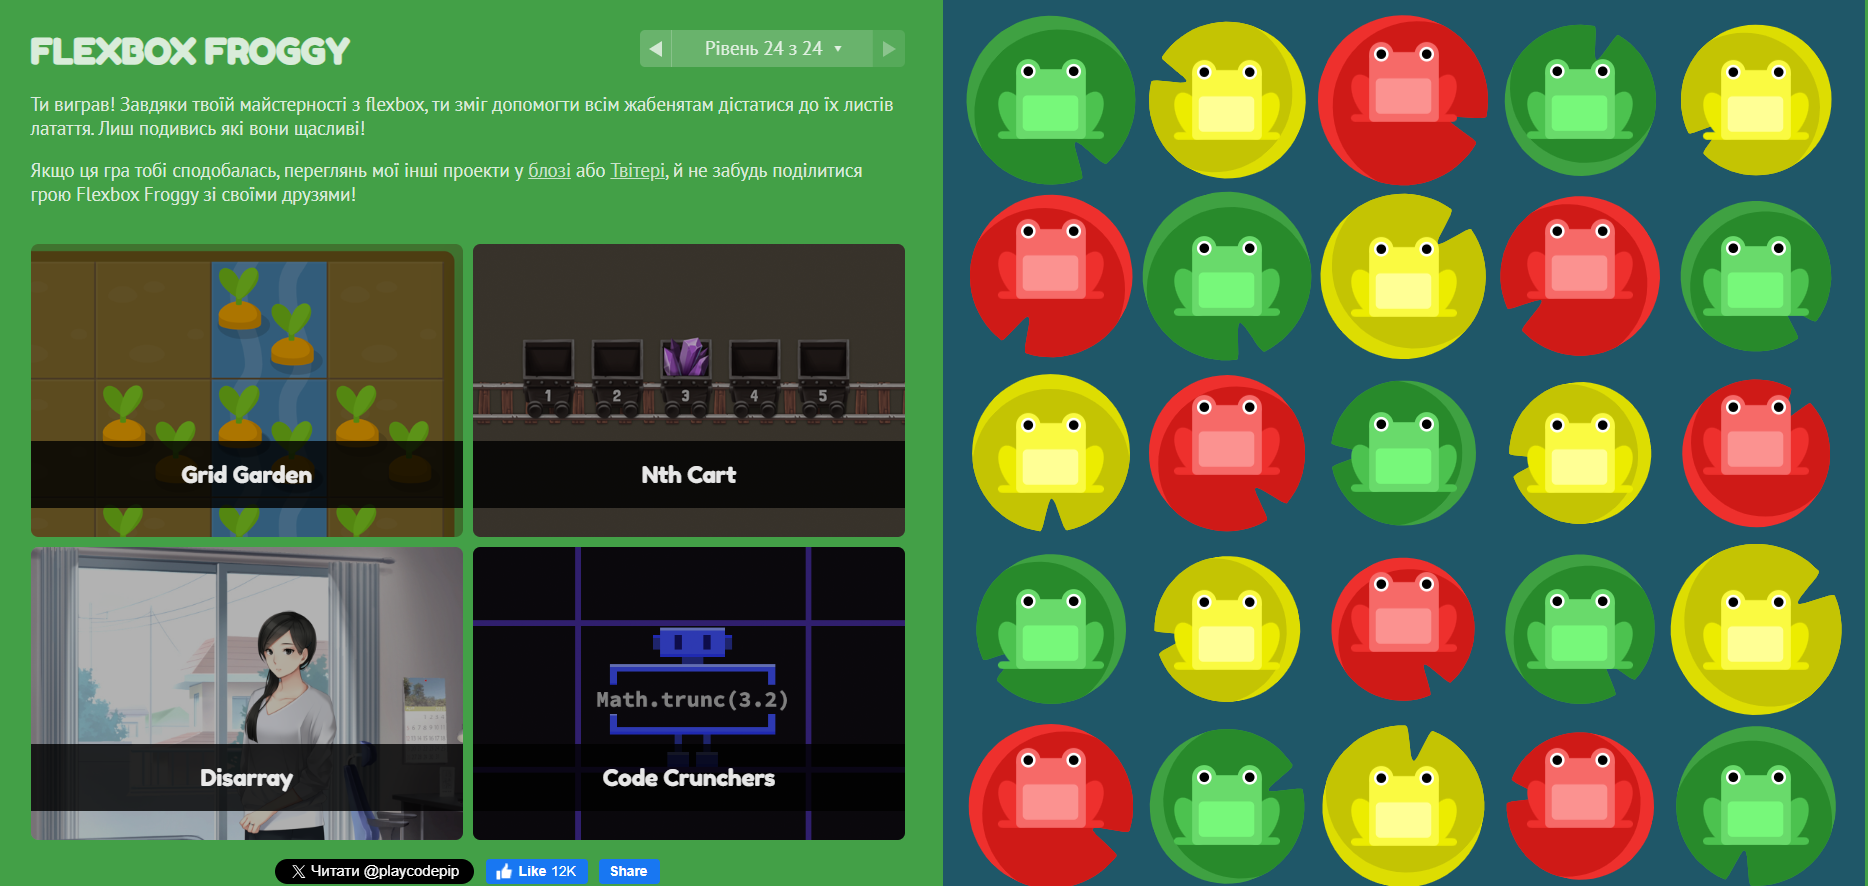 FLEXBOX FROGGY
Рівень 24 з 24
Ти виграв! Завдяки твоїй майстерності з flexbox, ти зміг допомогти всім жабенятам дістатися до їх листів
латаття. Лиш подивись які вони щасливі!
Якщо ця гра тобі сподобалась, переглянь мої інші проекти у блозі або Твітері, й не забудь поділитися
грою Flexbox Froggy зі своїми друзями!
Grid Garden
1 2 3 4 5
Nth Cart
Disarray
Math.trunc(3.2)
Code Crunchers
Читати @playcodepip
Like 12K
Share